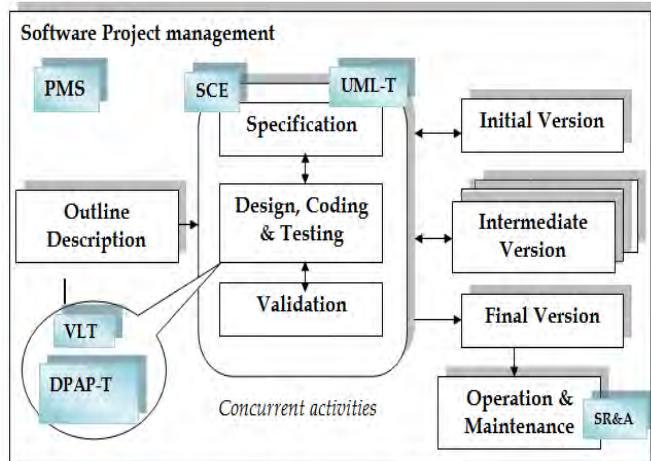 Software Project management
PMS
SCE
UML-T
Specification
Initial Version
Outline
Description
Design, Coding
& Testing
Intermediate
Version
Validation
Final Version
VLT
DPAP-T
Concurrent activities
Operation &
Maintenance
SR&A